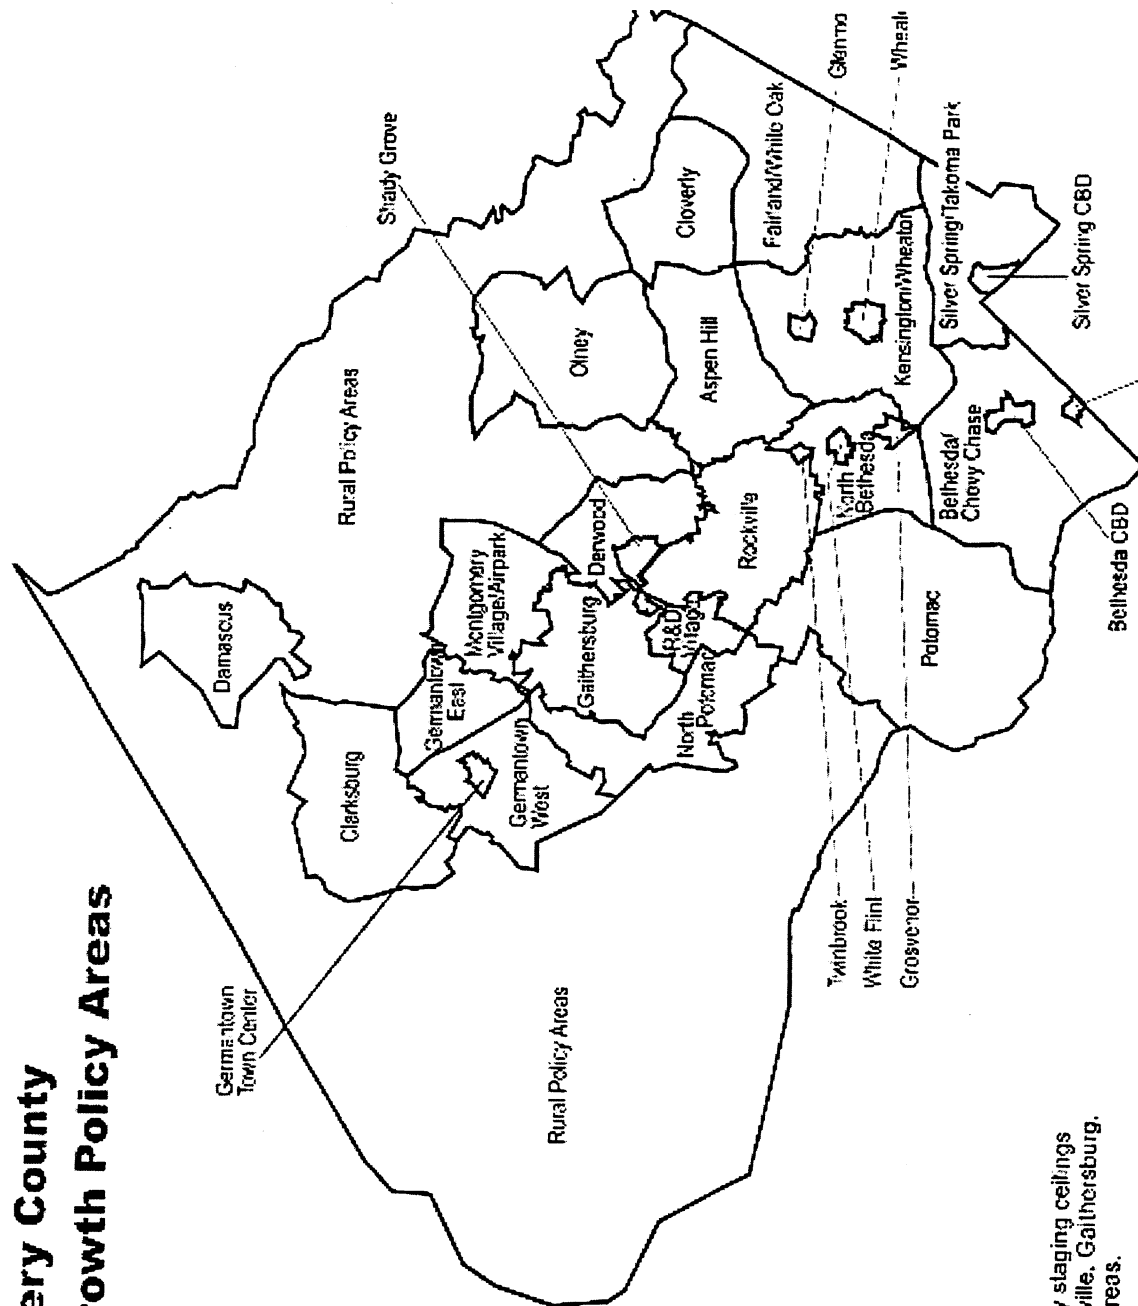 ery County
rowth Policy Areas
Germantown
Town Center
Damascus
Clarksburg
Rural Policy Areas
Shady Grove
Germantown
East
Montgomery
Village/Airpark
Germantown
West
Gaithersburg
Derwood
Olney
R&D
Village
North
Potomac
Rockville
Aspen Hill
Cloverly
Fairland/White Oak
Rural Policy Areas
Glenmo
Wheat
Kensington/Wheaton
North
Bethesda
Twinbrook
White Flint
Grosvenor
Potomac
Bethesda/
Chevy Chase
Silver Spring/Takoma Park
Silver Spring CBD
Bethesda CBD
y staging ceilings
ville, Gaithersburg,
reas.